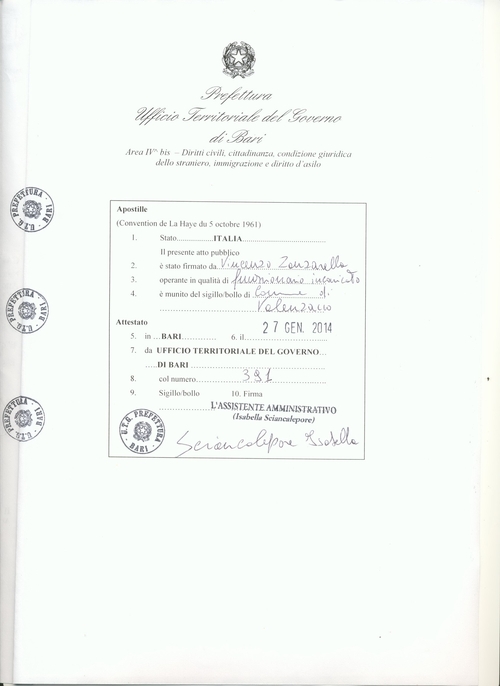 Prefettura
Ufficio Territoriale del Governo
di Bari
Area IV^ bis – Diritti civili, cittadinanza, condizione giuridica
dello straniero, immigrazione e diritto d'asilo
Apostille
(Convention de La Haye du 5 octobre 1961)
1. Stato................ITALIA................
Il presente atto pubblico
2. è stato firmato da Vincenzo Zanzarella
3. operante in qualità di funzionario incaricato
4. è munito del sigillo/bollo di Comune di
Valenzano
Attestato
27 GEN. 2014
5. in ...BARI............ 6. il
7. da UFFICIO TERRITORIALE DEL GOVERNO...
....DI BARI
8. col numero 391
9. Sigillo/bollo 10. Firma
L'ASSISTENTE AMMINISTRATIVO
(Isabella Sciancalepore)
Sciancalepore Isabella
U.T.G. PREFETTURA
BARI
U.T.G. PREFETTURA BARI
U.T.G. PREFETTURA BARI
U.T.G. PREFETTURA BARI